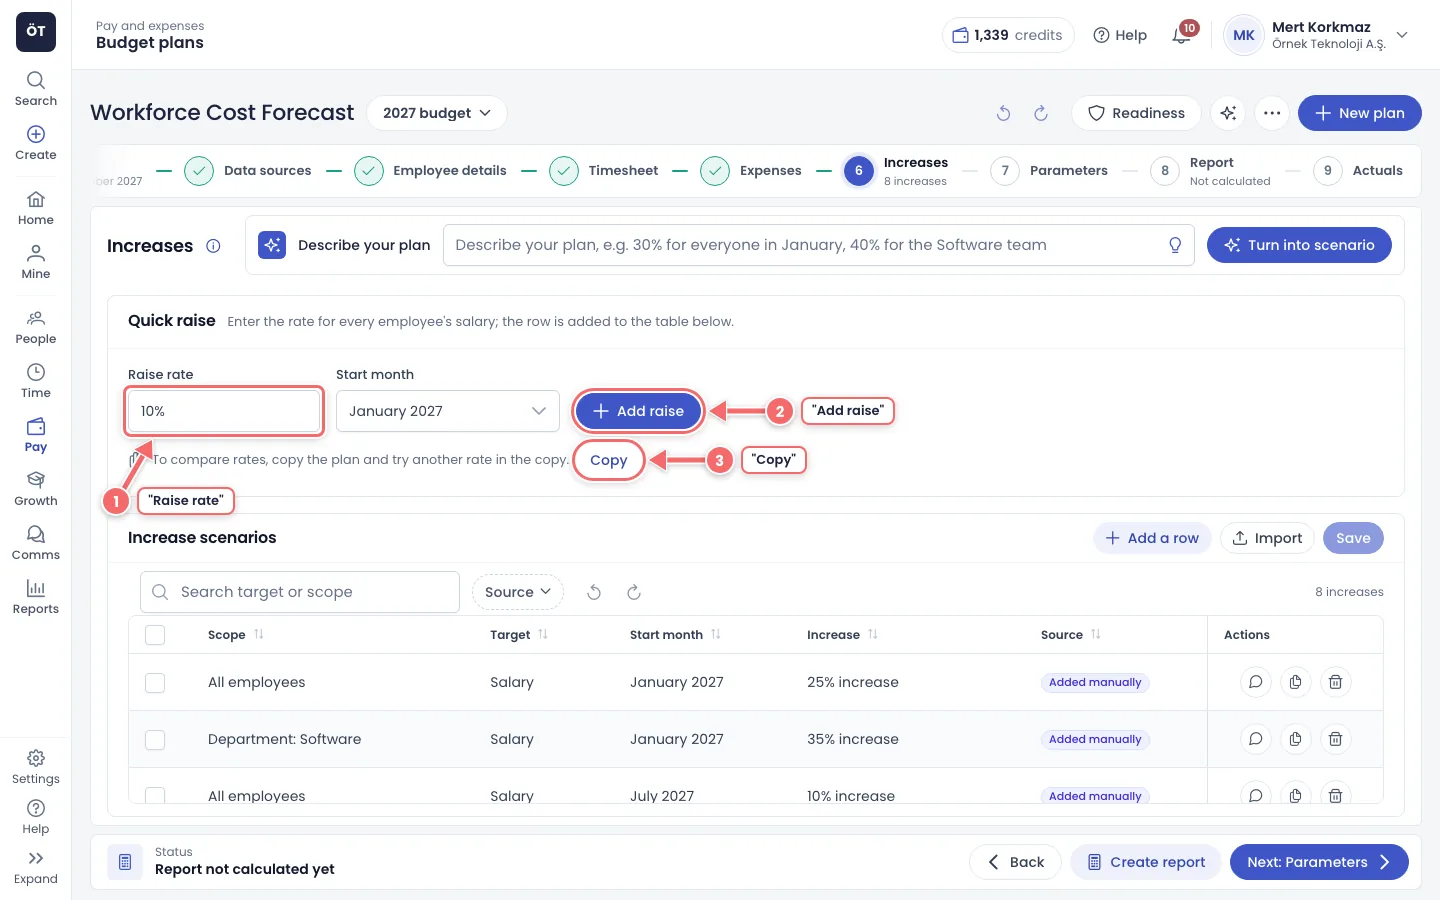 ÖT
Pay and expenses
Budget plans
1,339 credits
Help
10
MK
Mert Korkmaz
Örnek Teknoloji A.Ş.
Search
Create
Home
Mine
People
Time
Pay
Growth
Comms
Reports
Settings
Help
Expand
Workforce Cost Forecast
2027 budget
Readiness
New plan
2027
Data sources
Employee details
Timesheet
Expenses
6
Increases
8 increases
7
Parameters
8
Report
Not calculated
9
Actuals
Increases
Describe your plan
Describe your plan, e.g. 30% for everyone in January, 40% for the Software team
Turn into scenario
Quick raise
Enter the rate for every employee's salary; the row is added to the table below.
Raise rate
Start month
10%
January 2027
Add raise
2
"Add raise"
To compare rates, copy the plan and try another rate in the copy.
Copy
3
"Copy"
1
"Raise rate"
Increase scenarios
Add a row
Import
Save
Search target or scope
Source
8 increases
Scope
Target
Start month
Increase
Source
Actions
All employees
Salary
January 2027
25% increase
Added manually
Department: Software
Salary
January 2027
35% increase
Added manually
All employees
Salary
July 2027
10% increase
Added manually
Status
Report not calculated yet
Back
Create report
Next: Parameters